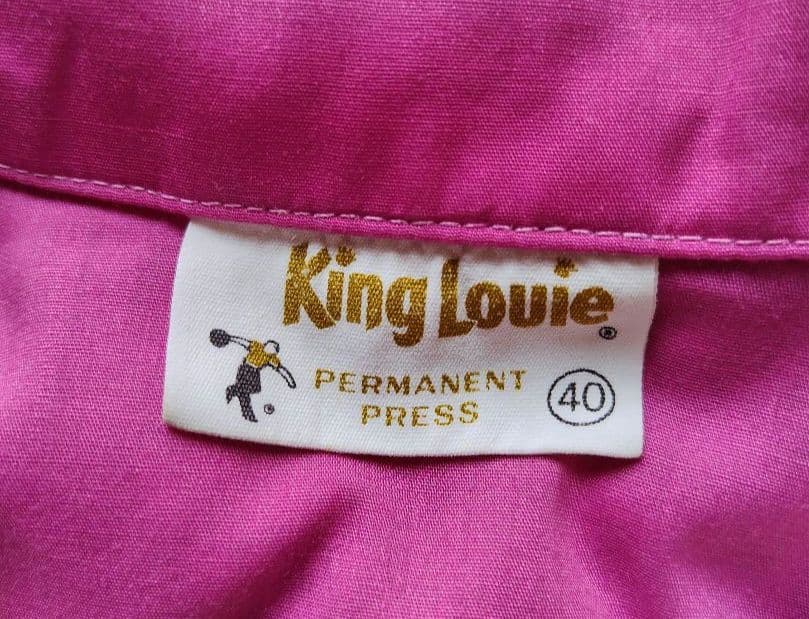 King Louie ®
PERMANENT
PRESS
40